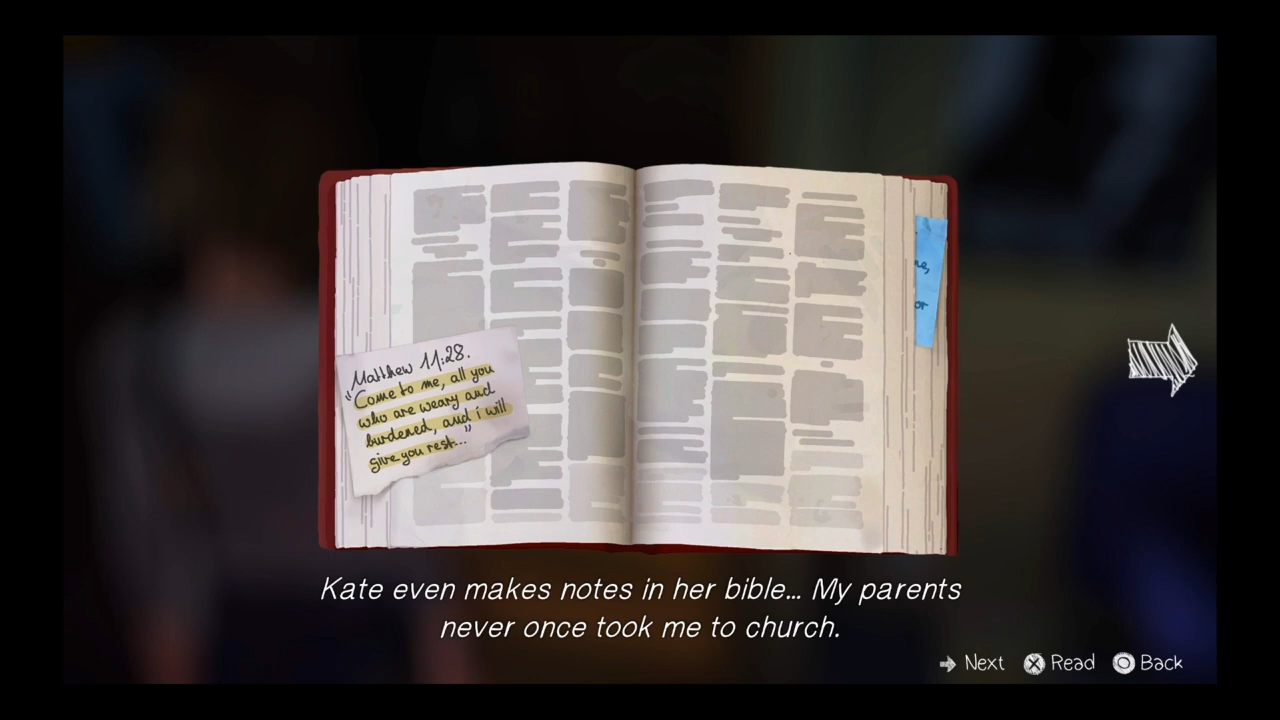 Matthew 11:28.
"Come to me, all you
who are weary and
burdened, and i will
give you rest..."
or
Kate even makes notes in her bible... My parents
never once took me to church.
Next Read Back